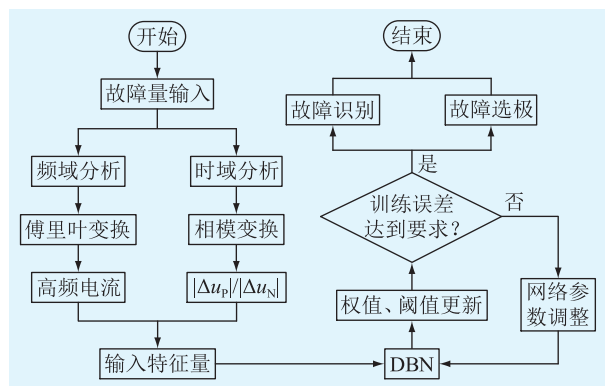 开始
故障量输入
频域分析
时域分析
傅里叶变换
相模变换
高频电流
|Δu_P|/|Δu_N|
输入特征量
DBN
权值、阈值更新
训练误差
达到要求?
是
否
网络参
数调整
故障识别
故障选极
结束